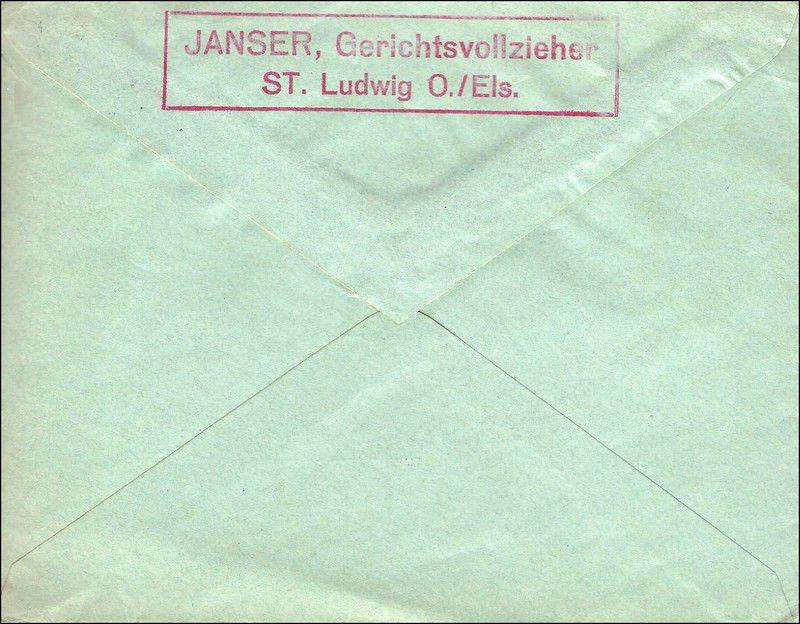 JANSER, Gerichtsvollzieher
ST. Ludwig O./Els.